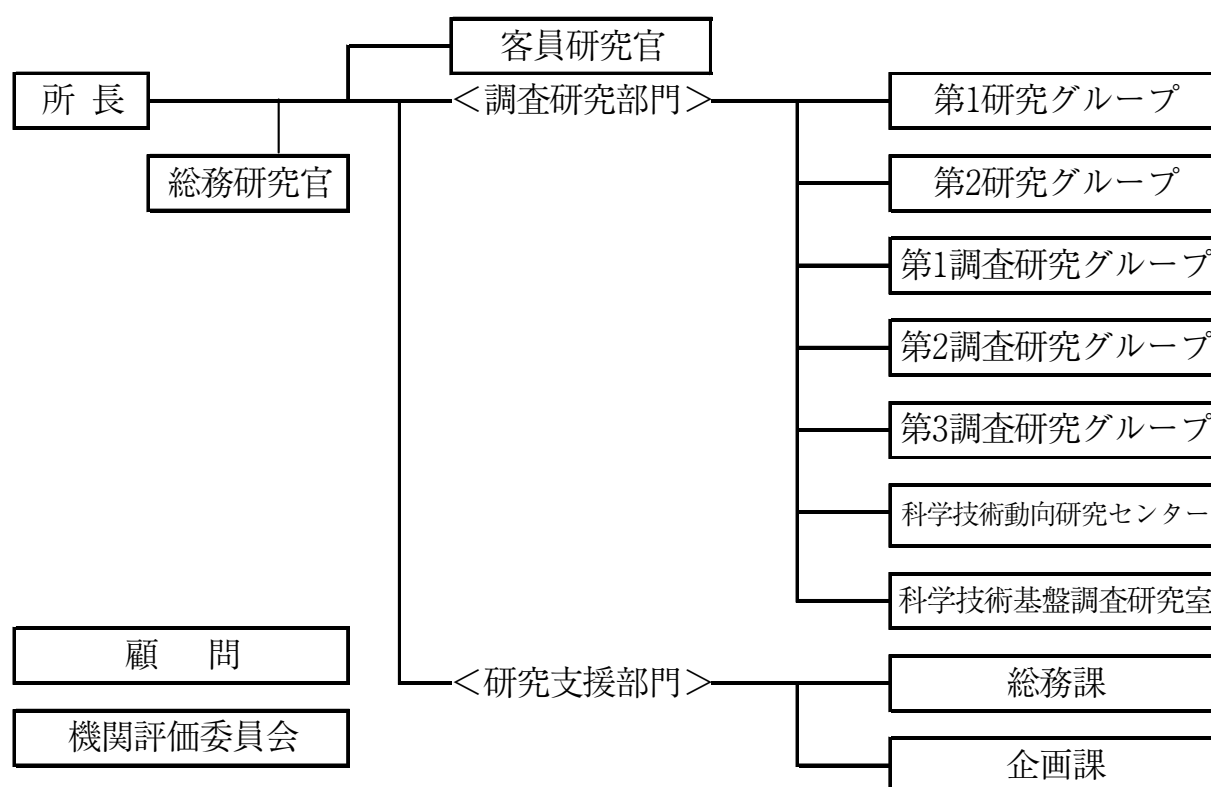 客員研究官
所 長
＜調査研究部門＞
第1研究グループ
総務研究官
第2研究グループ
第1調査研究グループ
第2調査研究グループ
第3調査研究グループ
科学技術動向研究センター
科学技術基盤調査研究室
顧　問
＜研究支援部門＞
総務課
機関評価委員会
企画課